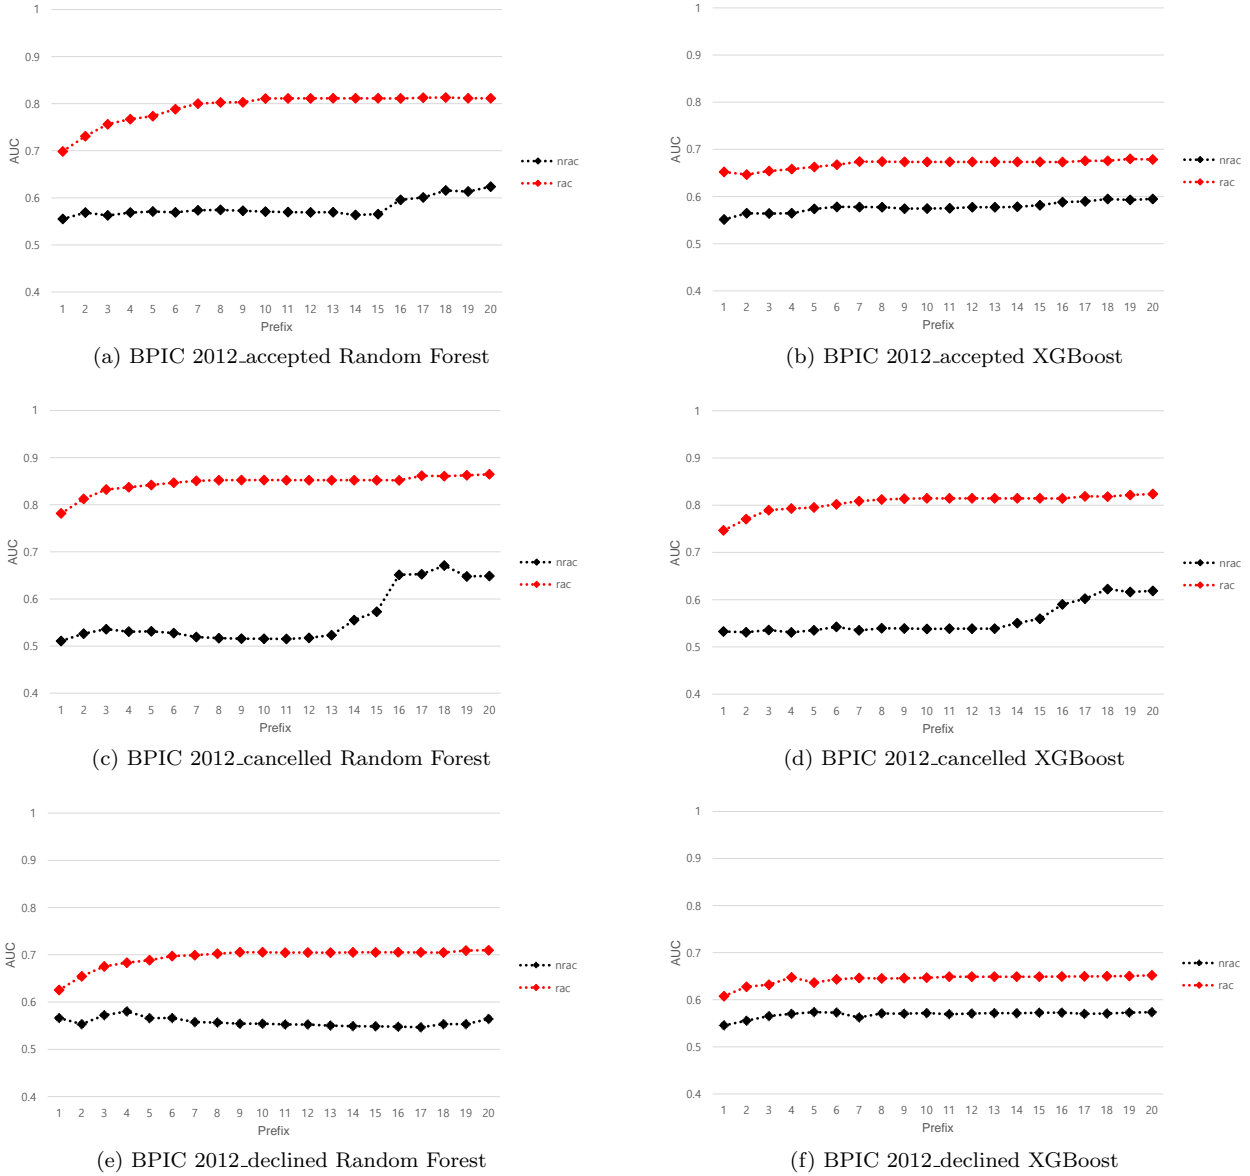 1
0.9
0.8
0.7
0.6
0.5
0.4
AUC
1 2 3 4 5 6 7 8 9 10 11 12 13 14 15 16 17 18 19 20
Prefix
nrac
rac
(a) BPIC 2012_accepted Random Forest
1
0.9
0.8
0.7
0.6
0.5
0.4
AUC
1 2 3 4 5 6 7 8 9 10 11 12 13 14 15 16 17 18 19 20
Prefix
nrac
rac
(b) BPIC 2012_accepted XGBoost
1
0.9
0.8
0.7
0.6
0.5
0.4
AUC
1 2 3 4 5 6 7 8 9 10 11 12 13 14 15 16 17 18 19 20
Prefix
nrac
rac
(c) BPIC 2012_cancelled Random Forest
1
0.9
0.8
0.7
0.6
0.5
0.4
AUC
1 2 3 4 5 6 7 8 9 10 11 12 13 14 15 16 17 18 19 20
Prefix
nrac
rac
(d) BPIC 2012_cancelled XGBoost
1
0.9
0.8
0.7
0.6
0.5
0.4
AUC
1 2 3 4 5 6 7 8 9 10 11 12 13 14 15 16 17 18 19 20
Prefix
nrac
rac
(e) BPIC 2012_declined Random Forest
1
0.9
0.8
0.7
0.6
0.5
0.4
AUC
1 2 3 4 5 6 7 8 9 10 11 12 13 14 15 16 17 18 19 20
Prefix
nrac
rac
(f) BPIC 2012_declined XGBoost